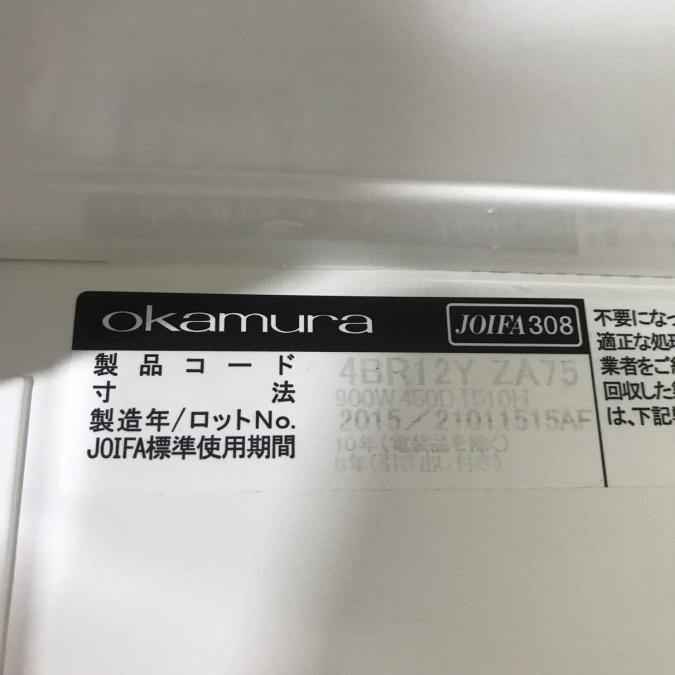 okamura JOIFA308
製品コード 4BR12Y ZA75
寸法 900W 450D 1510H
製造年/ロットNo. 2015/21011515AF
JOIFA標準使用期間 10年(電装品を除く)
8年(引き出し付き)
不要になっ
適正な処理
業者をご紹
回収した
は、下記